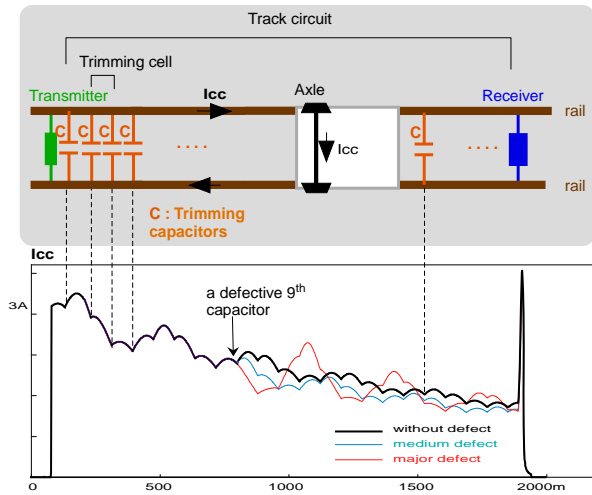 Track circuit
Trimming cell
Icc
Axle
Transmitter
Receiver
rail
C C C C
Icc
C
....
....
rail
C : Trimming
capacitors
Icc
3A
a defective 9th
capacitor
without defect
medium defect
major defect
0 500 1000 1500 2000m